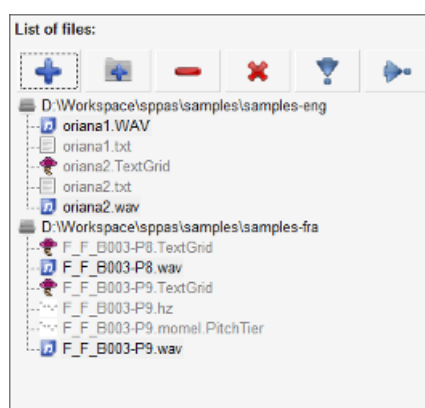 List of files:
D:\Workspace\sppas\samples\samples-eng
oriana1.WAV
oriana1.txt
oriana2.TextGrid
oriana2.txt
oriana2.wav
D:\Workspace\sppas\samples\samples-fra
F_F_B003-P8.TextGrid
F_F_B003-P8.wav
F_F_B003-P9.TextGrid
F_F_B003-P9.hz
F_F_B003-P9.momel.PitchTier
F_F_B003-P9.wav